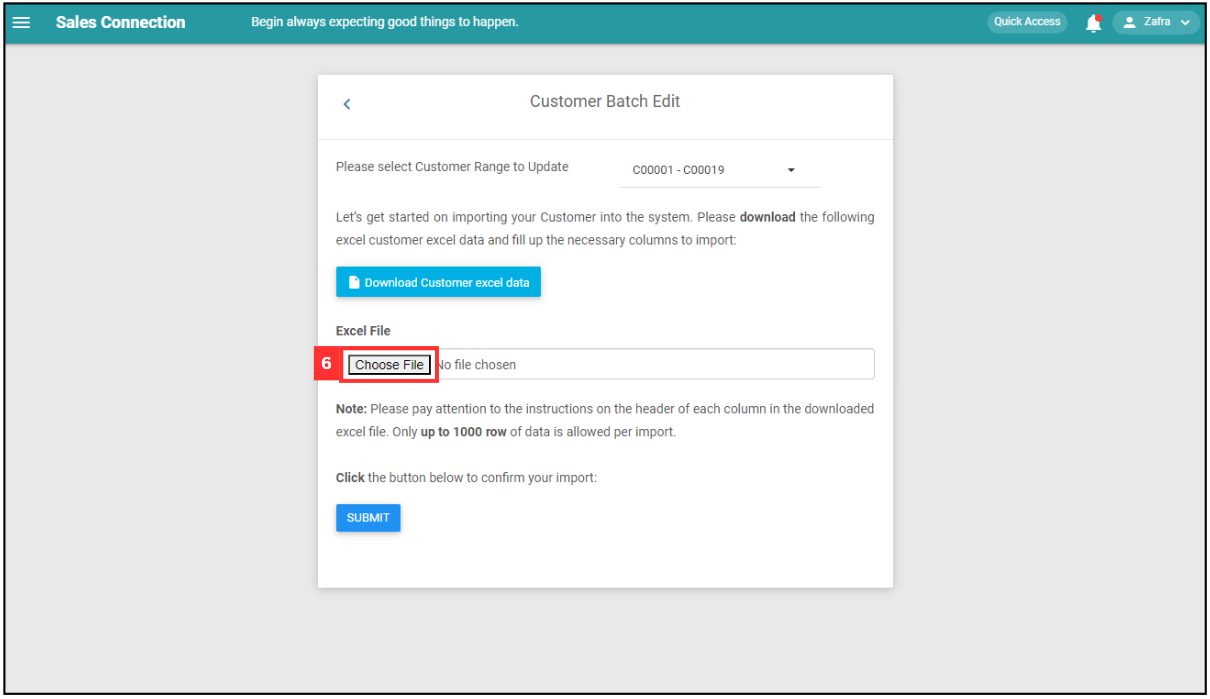 Sales Connection
Begin always expecting good things to happen.
Quick Access
Zafra
Customer Batch Edit
Please select Customer Range to Update
C00001 - C00019
Let's get started on importing your Customer into the system. Please download the following
excel customer excel data and fill up the necessary columns to import:
Download Customer excel data
Excel File
6
Choose File
No file chosen
Note: Please pay attention to the instructions on the header of each column in the downloaded
excel file. Only up to 1000 row of data is allowed per import.
Click the button below to confirm your import:
SUBMIT